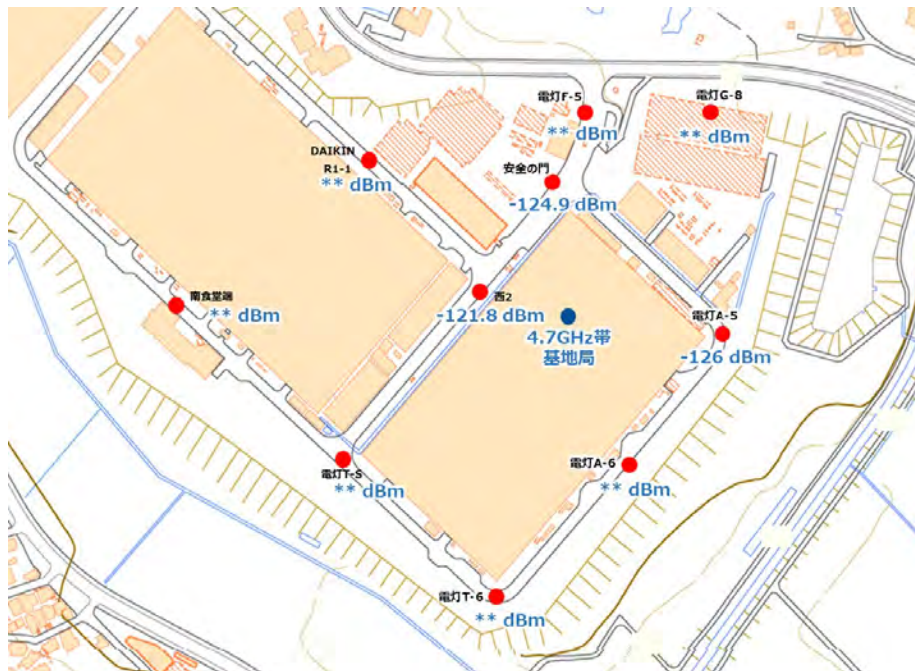 電灯F-5
** dBm
電灯G-8
** dBm
DAIKIN
R1-1
** dBm
安全の門
-124.9 dBm
南食堂端
** dBm
西2
-121.8 dBm
4.7GHz帯
基地局
電灯A-5
-126 dBm
電灯T-S
** dBm
電灯A-6
** dBm
電灯T-6
** dBm